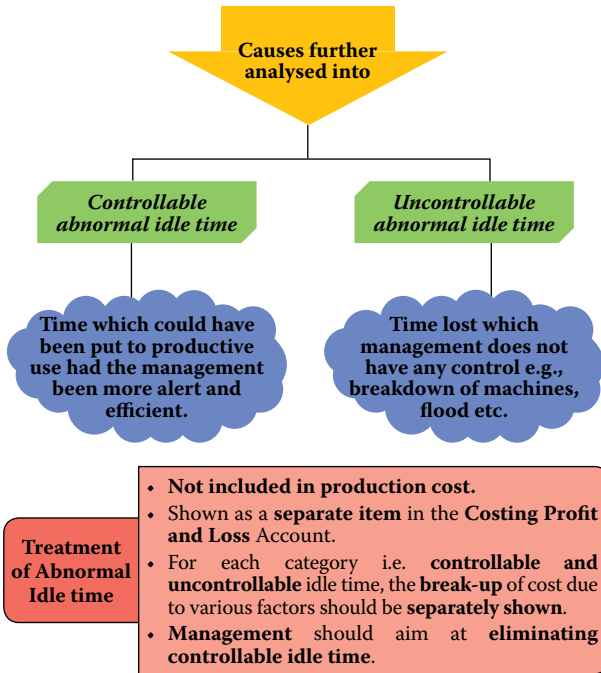 Causes further
analysed into
Controllable
abnormal idle time
Uncontrollable
abnormal idle time
Time which could have
been put to productive
use had the management
been more alert and
efficient.
Time lost which
management does not
have any control e.g.,
breakdown of machines,
flood etc.
Treatment
of Abnormal
Idle time
• Not included in production cost.
• Shown as a separate item in the Costing Profit
and Loss Account.
• For each category i.e. controllable and
uncontrollable idle time, the break-up of cost due
to various factors should be separately shown.
• Management should aim at eliminating
controllable idle time.